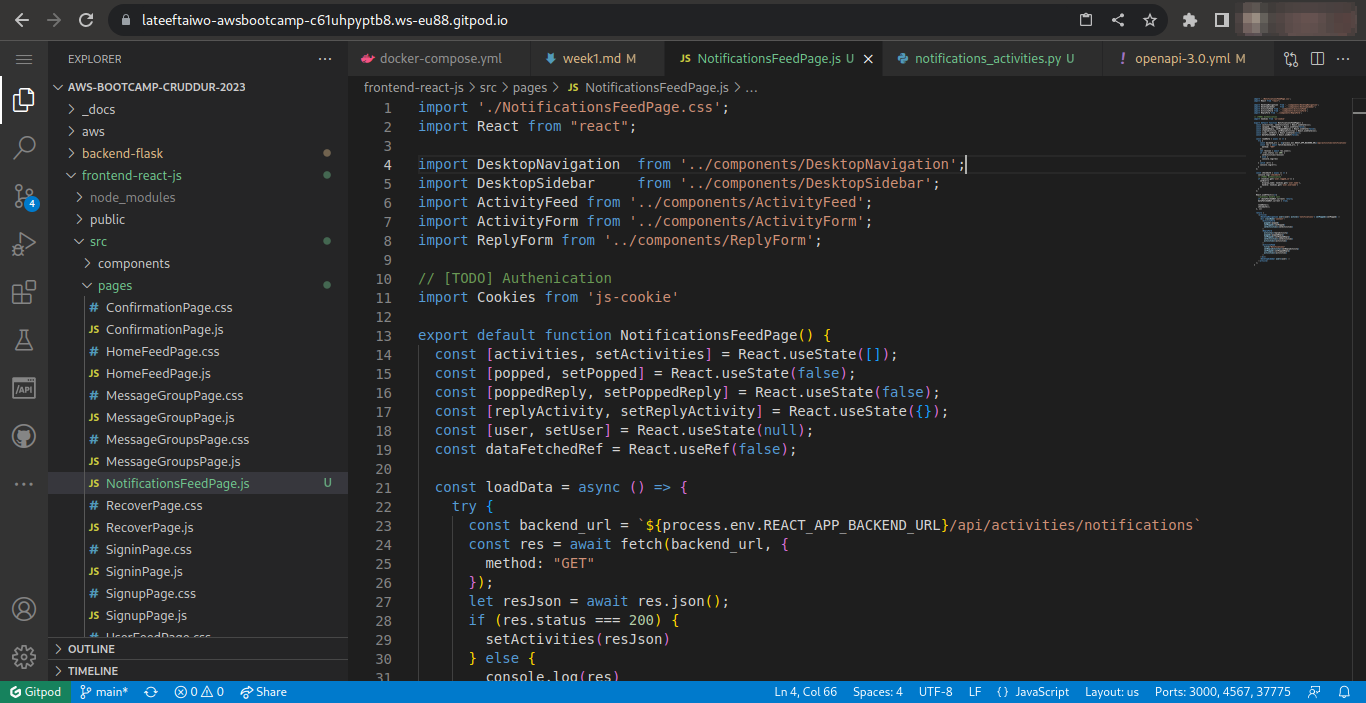 lateeftaiwo-awsbootcamp-c61uhpyptb8.ws-eu88.gitpod.io
EXPLORER
docker-compose.yml
week1.md M
JS NotificationsFeedPage.js U
notifications_activities.py U
! openapi-3.0.yml M
AWS-BOOTCAMP-CRUDDUR-2023
_docs
aws
backend-flask
frontend-react-js
node_modules
public
src
components
pages
# ConfirmationPage.css
JS ConfirmationPage.js
# HomeFeedPage.css
JS HomeFeedPage.js
# MessageGroupPage.css
JS MessageGroupPage.js
# MessageGroupsPage.css
JS MessageGroupsPage.js
JS NotificationsFeedPage.js U
# RecoverPage.css
JS RecoverPage.js
# SigninPage.css
JS SigninPage.js
# SignupPage.css
JS SignupPage.js
# UserFeedPage.css
OUTLINE
TIMELINE
4
/API
frontend-react-js > src > pages > JS NotificationsFeedPage.js > ...
1 import './NotificationsFeedPage.css';
2 import React from "react";
3
4 import DesktopNavigation  from '../components/DesktopNavigation';
5 import DesktopSidebar     from '../components/DesktopSidebar';
6 import ActivityFeed from '../components/ActivityFeed';
7 import ActivityForm from '../components/ActivityForm';
8 import ReplyForm from '../components/ReplyForm';
9
10 // [TODO] Authenication
11 import Cookies from 'js-cookie'
12
13 export default function NotificationsFeedPage() {
14   const [activities, setActivities] = React.useState([]);
15   const [popped, setPopped] = React.useState(false);
16   const [poppedReply, setPoppedReply] = React.useState(false);
17   const [replyActivity, setReplyActivity] = React.useState({});
18   const [user, setUser] = React.useState(null);
19   const dataFetchedRef = React.useRef(false);
20
21   const loadData = async () => {
22     try {
23       const backend_url = `${process.env.REACT_APP_BACKEND_URL}/api/activities/notifications`
24       const res = await fetch(backend_url, {
25         method: "GET"
26       });
27       let resJson = await res.json();
28       if (res.status === 200) {
29         setActivities(resJson)
30       } else {
31         console.log(res)
Gitpod main* 0 0 Share Ln 4, Col 66 Spaces: 4 UTF-8 LF {} JavaScript Layout: us Ports: 3000, 4567, 37775